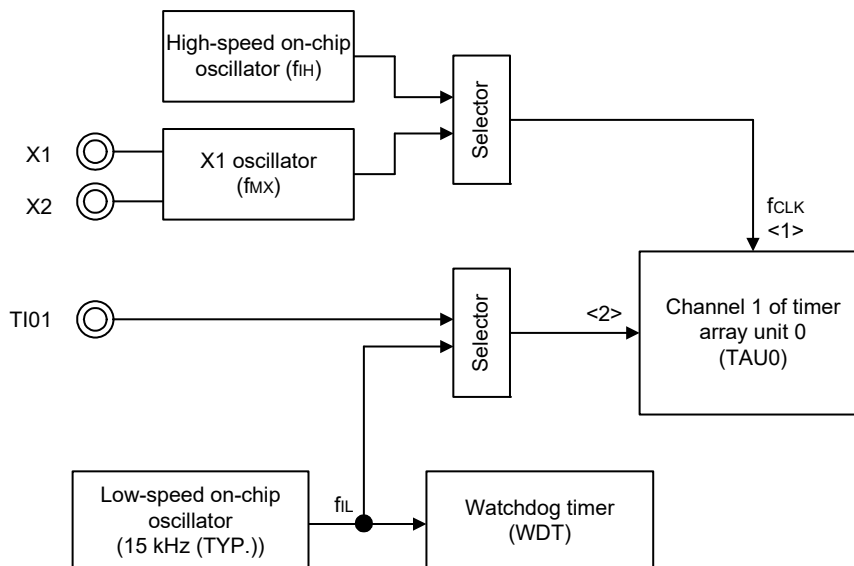 High-speed on-chip
oscillator (fIH)
Selector
X1
X2
X1 oscillator
(fMX)
fCLK
<1>
TI01
Selector
<2>
Channel 1 of timer
array unit 0
(TAU0)
Low-speed on-chip
oscillator
(15 kHz (TYP.))
fIL
Watchdog timer
(WDT)